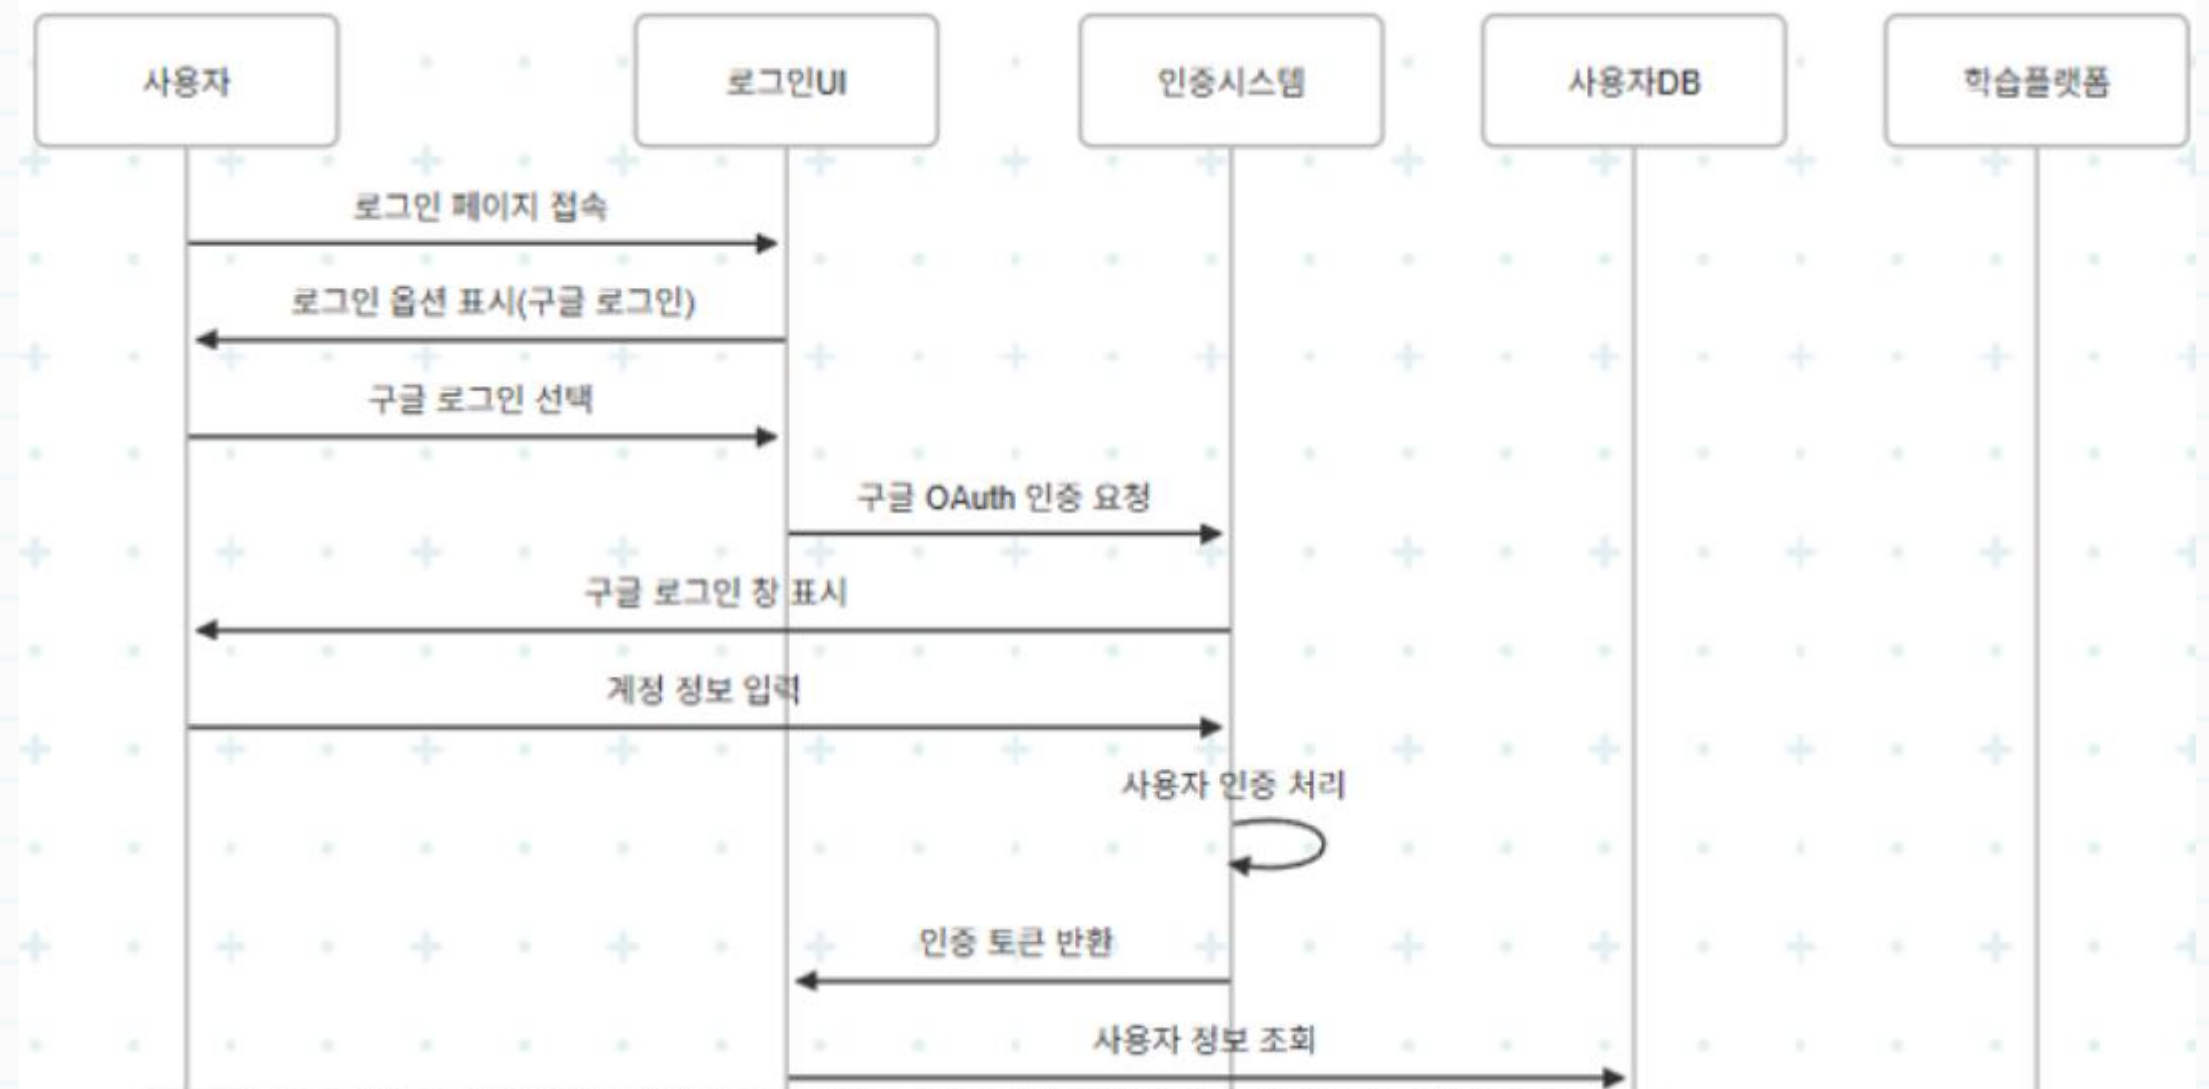 사용자
로그인UI
인증시스템
사용자DB
학습플랫폼
로그인 페이지 접속
로그인 옵션 표시(구글 로그인)
구글 로그인 선택
구글 OAuth 인증 요청
구글 로그인 창 표시
계정 정보 입력
사용자 인증 처리
인증 토큰 반환
사용자 정보 조회